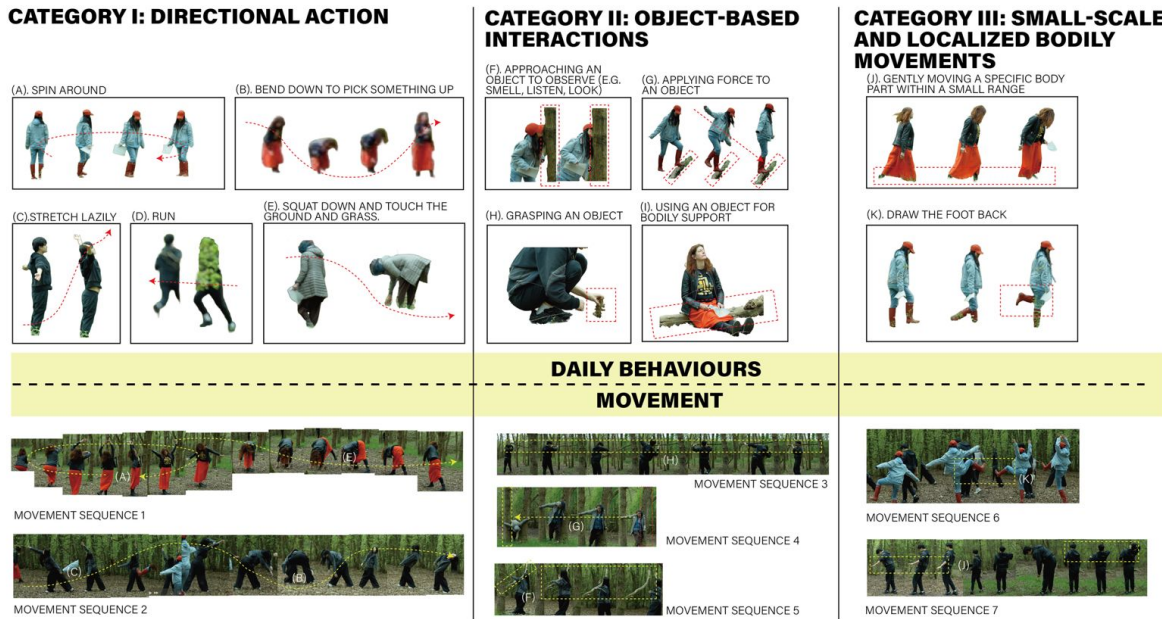 CATEGORY I: DIRECTIONAL ACTION
(A). SPIN AROUND
(B). BEND DOWN TO PICK SOMETHING UP
(C).STRETCH LAZILY
(D). RUN
(E). SQUAT DOWN AND TOUCH THE
GROUND AND GRASS.
CATEGORY II: OBJECT-BASED
INTERACTIONS
(F). APPROACHING AN
OBJECT TO OBSERVE (E.G.
SMELL, LISTEN, LOOK)
(G). APPLYING FORCE TO
AN OBJECT
(H). GRASPING AN OBJECT
(I). USING AN OBJECT FOR
BODILY SUPPORT
CATEGORY III: SMALL-SCALE
AND LOCALIZED BODILY
MOVEMENTS
(J). GENTLY MOVING A SPECIFIC BODY
PART WITHIN A SMALL RANGE
(K). DRAW THE FOOT BACK
DAILY BEHAVIOURS
MOVEMENT
(A)
(E)
MOVEMENT SEQUENCE 1
(C)
(B)
MOVEMENT SEQUENCE 2
(H)
MOVEMENT SEQUENCE 3
(G)
MOVEMENT SEQUENCE 4
(F)
MOVEMENT SEQUENCE 5
(K)
MOVEMENT SEQUENCE 6
(J)
MOVEMENT SEQUENCE 7